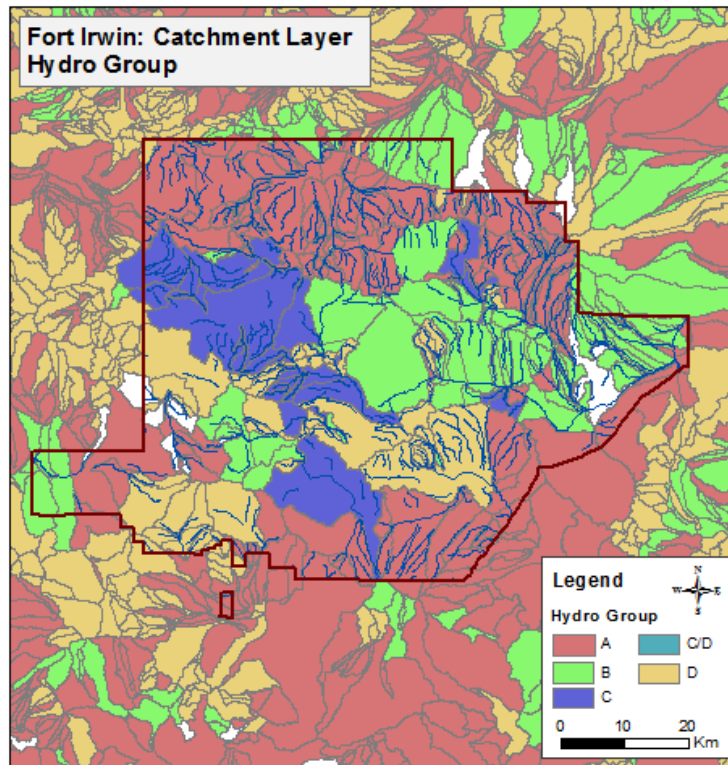 Fort Irwin: Catchment Layer
Hydro Group
Legend
N
W E
S
Hydro Group
A C/D
B D
C
0 10 20
Km